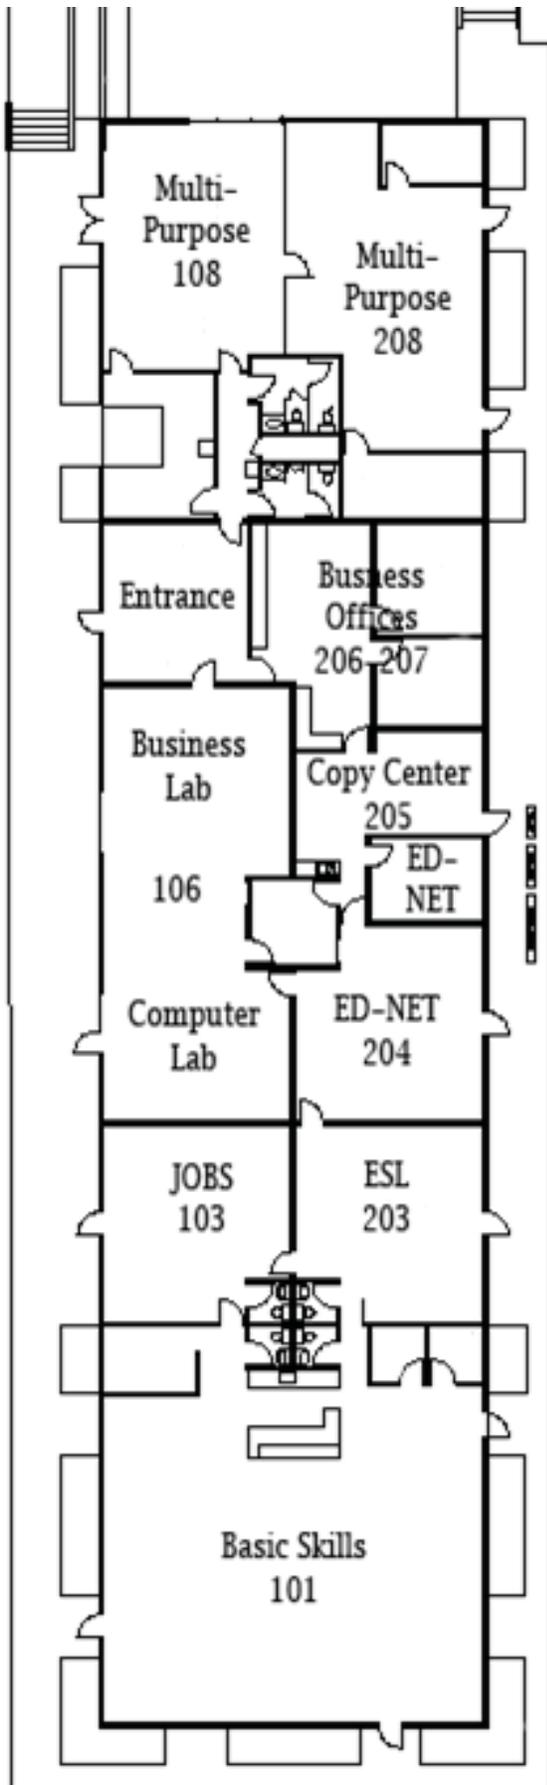 Multi-
Purpose
108
Multi-
Purpose
208
Entrance
Business
Offices
206 207
Business
Lab
106
Computer
Lab
Copy Center
205
ED-
NET
ED-NET
204
JOBS
103
ESL
203
Basic Skills
101